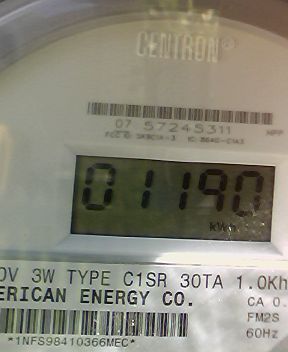 CENTRON®
07 57245311
01190
kWh
0V 3W TYPE C1SR 30TA 1.0Kh
ERICAN ENERGY CO.
CA 0.
FM2S
60Hz
*1NFS98410366MEC*